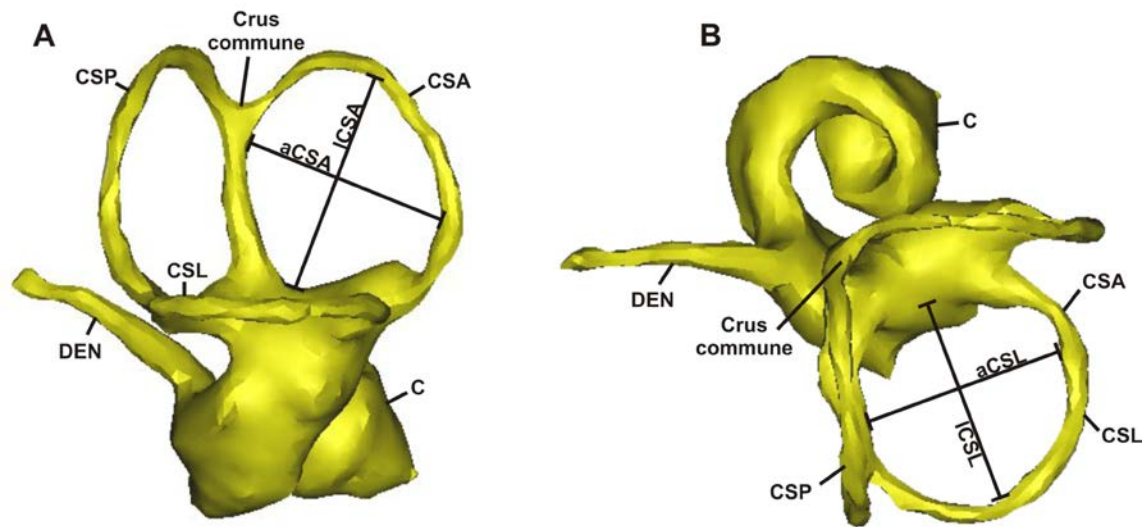 A
Crus
commune
CSP
CSA
lCSA
aCSA
CSL
DEN
C
B
C
DEN
CSA
Crus
commune
aCSL
lCSL
CSL
CSP